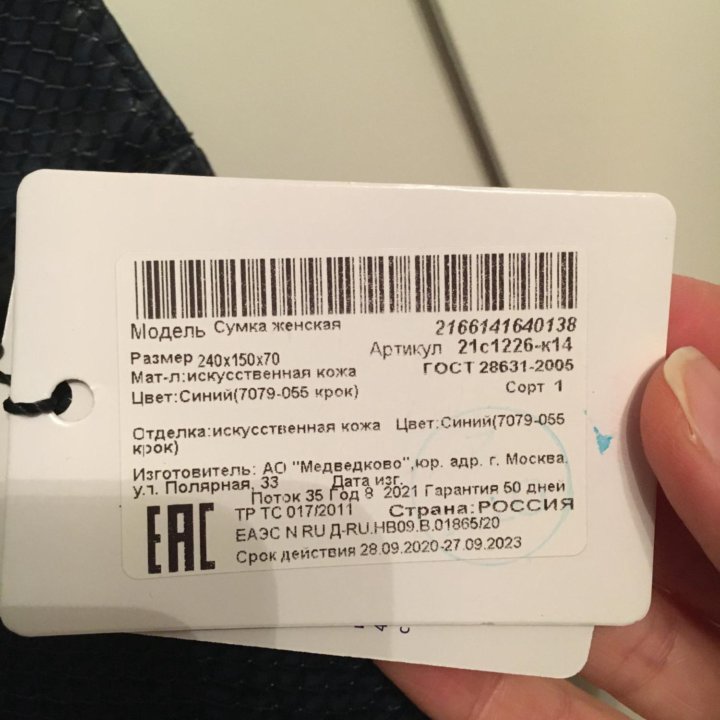 Модель Сумка женская 2166141640138
Размер 240x150x70 Артикул 21с1226-к14
Мат-л:искусственная кожа ГОСТ 28631-2005
Цвет:Синий(7079-055 крок) Сорт 1
Отделка:искусственная кожа Цвет:Синий(7079-055
крок)
Изготовитель: АО "Медведково",юр. адр. г. Москва,
ул. Полярная, 33 Дата изг.
Поток 35 Год 8 2021 Гарантия 50 дней
ТР ТС 017/2011 Страна:РОССИЯ
EAC
ЕАЭС N RU Д-RU.НВ09.В.01865/20
Срок действия 28.09.2020-27.09.2023